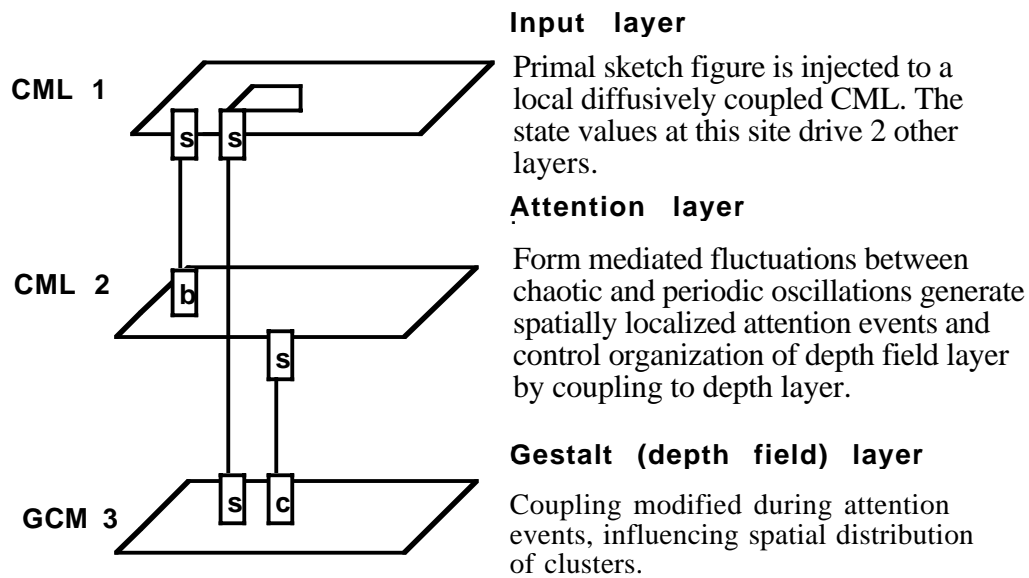 Input layer
CML 1
Primal sketch figure is injected to a
local diffusively coupled CML. The
state values at this site drive 2 other
layers.
s s
Attention layer
CML 2
b
Form mediated fluctuations between
chaotic and periodic oscillations generate
spatially localized attention events and
control organization of depth field layer
by coupling to depth layer.
s
Gestalt (depth field) layer
GCM 3
s c
Coupling modified during attention
events, influencing spatial distribution
of clusters.